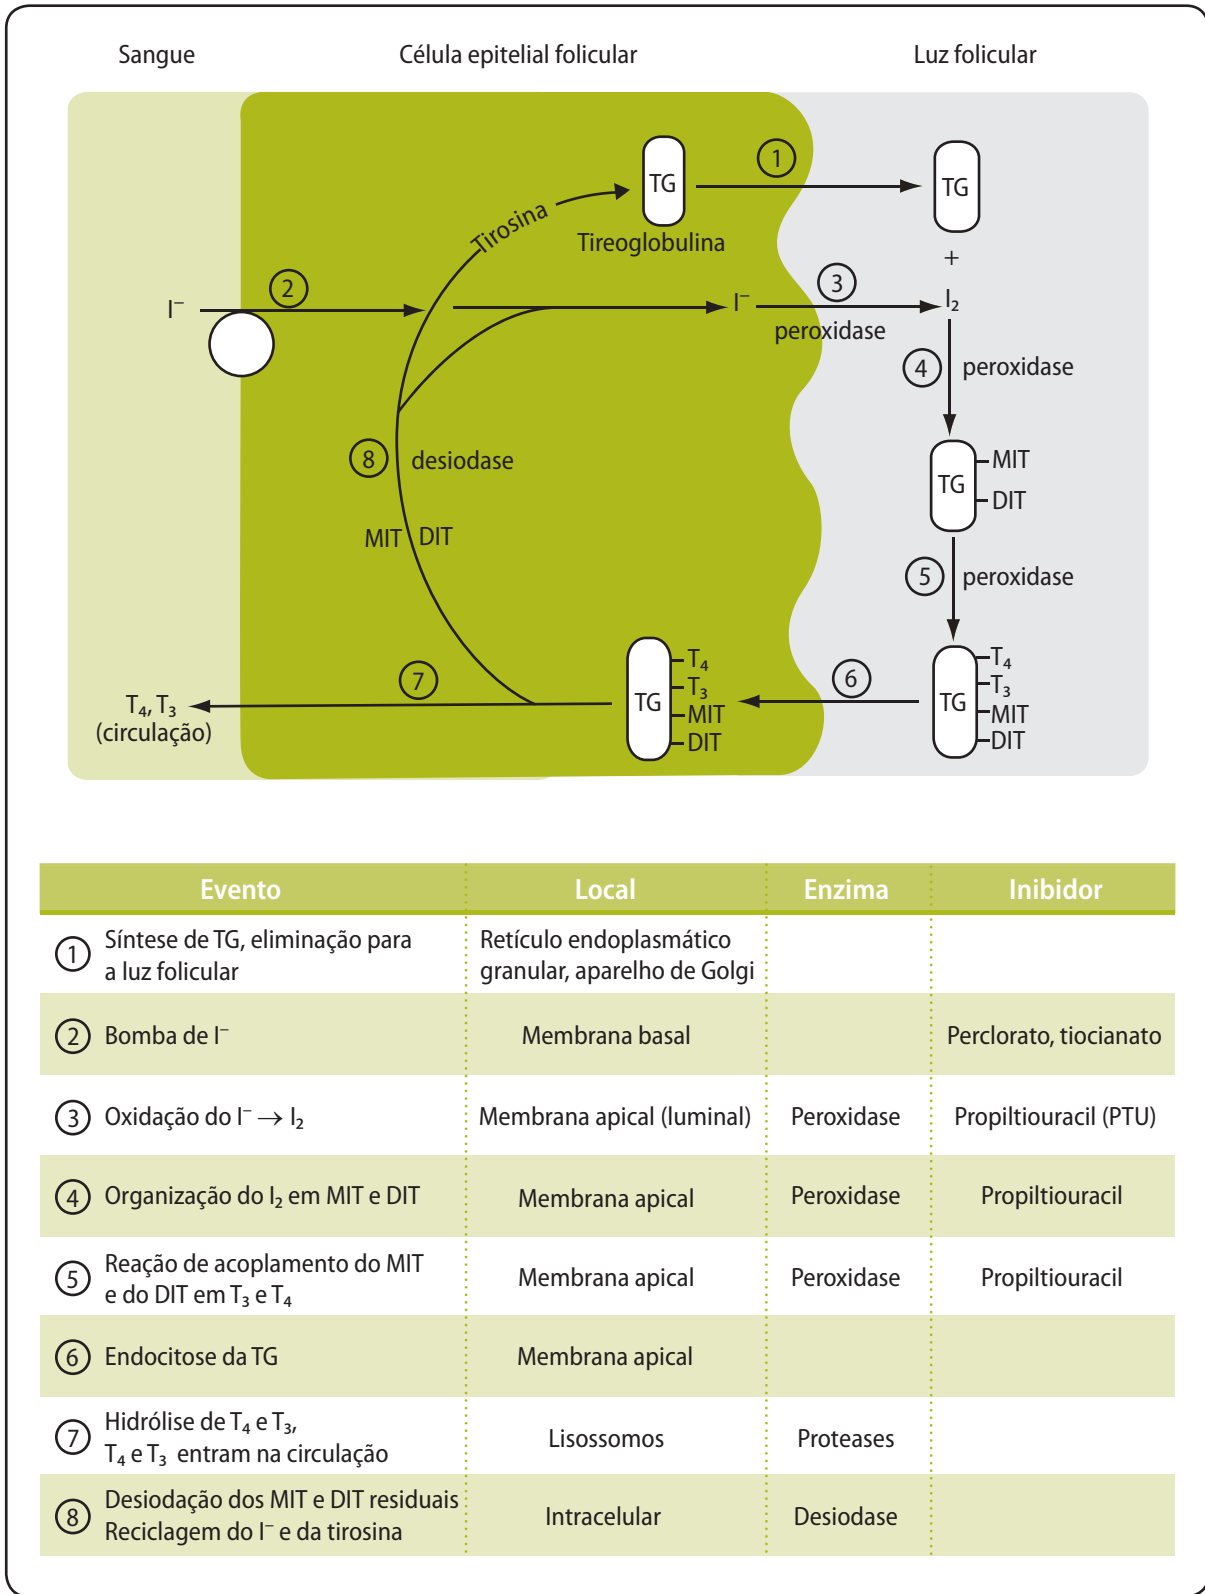 Sangue
Célula epitelial folicular
Luz folicular
TG
1
TG
Tirosina
Tireoglobulina
+
I⁻
2
I⁻
3
I₂
peroxidase
4
peroxidase
8
desiodase
TG
MIT
DIT
MIT
DIT
5
peroxidase
T₄, T₃
(circulação)
7
TG
T₄
T₃
MIT
DIT
6
TG
T₄
T₃
MIT
DIT
Evento Local Enzima Inibidor
1 Síntese de TG, eliminação para
a luz folicular
Retículo endoplasmático
granular, aparelho de Golgi
2 Bomba de I⁻ Membrana basal Perclorato, tiocianato
3 Oxidação do I⁻ → I₂ Membrana apical (luminal) Peroxidase Propiltiouracil (PTU)
4 Organização do I₂ em MIT e DIT Membrana apical Peroxidase Propiltiouracil
5 Reação de acoplamento do MIT
e do DIT em T₃ e T₄
Membrana apical Peroxidase Propiltiouracil
6 Endocitose da TG Membrana apical
7 Hidrólise de T₄ e T₃,
T₄ e T₃ entram na circulação
Lisossomos Proteases
8 Desiodação dos MIT e DIT residuais
Reciclagem do I⁻ e da tirosina
Intracelular Desiodase